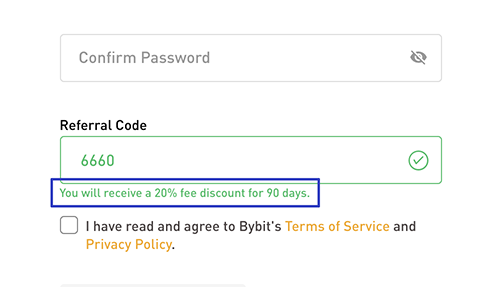 Confirm Password
Referral Code
6660
You will receive a 20% fee discount for 90 days.
I have read and agree to Bybit's Terms of Service and
Privacy Policy.